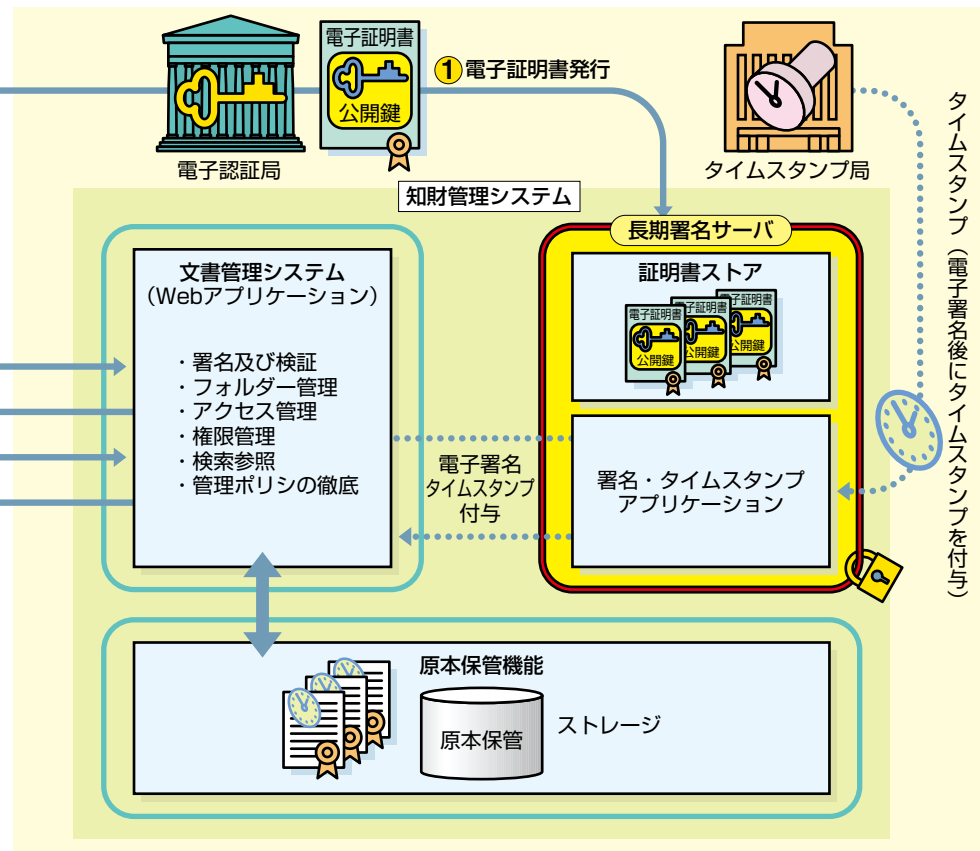 電子証明書
公開鍵
①電子証明書発行
電子認証局
タイムスタンプ局
タイムスタンプ（電子署名後にタイムスタンプを付与）
知財管理システム
文書管理システム
（Webアプリケーション）
・署名及び検証
・フォルダー管理
・アクセス管理
・権限管理
・検索参照
・管理ポリシの徹底
長期署名サーバ
証明書ストア
電子証明書
公開鍵
電子証明書
公開鍵
電子証明書
公開鍵
電子署名
タイムスタンプ
付与
署名・タイムスタンプ
アプリケーション
原本保管機能
原本保管
ストレージ